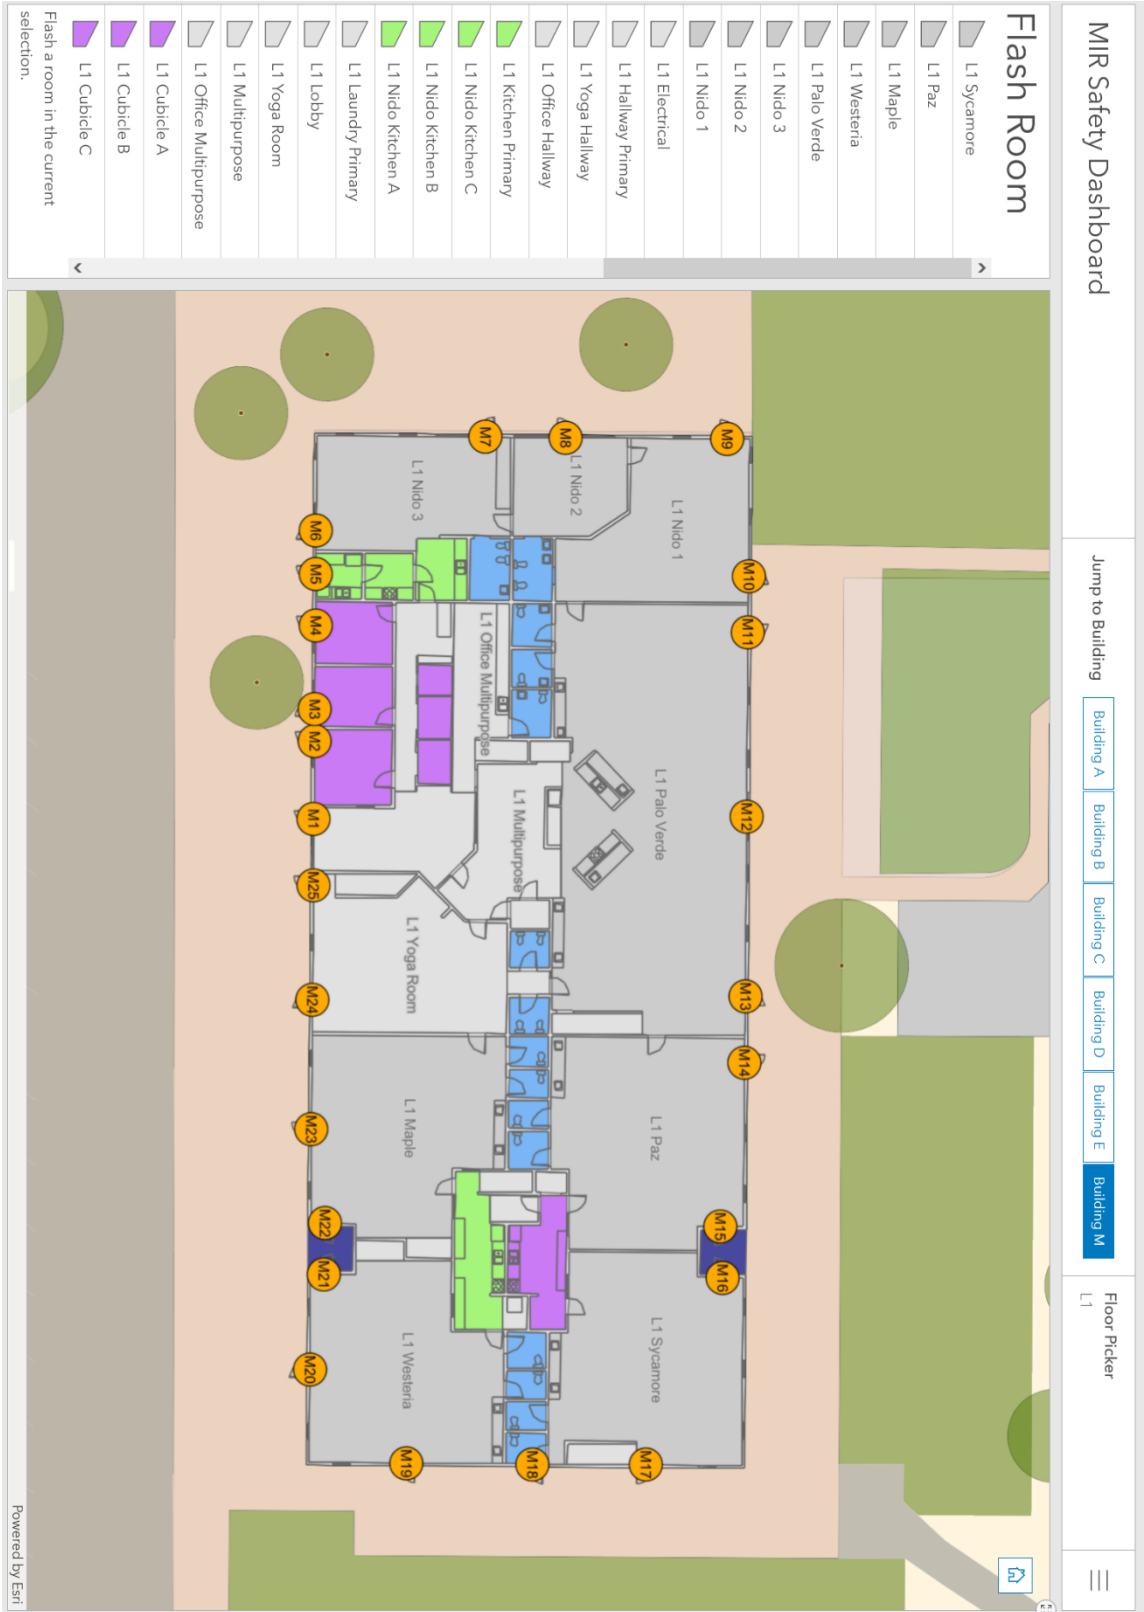 MIR Safety Dashboard
Jump to Building
Building A
Building B
Building C
Building D
Building E
Building M
Floor Picker
L1
Flash Room
L1 Sycamore
L1 Paz
L1 Maple
L1 Westeria
L1 Palo Verde
L1 Nido 3
L1 Nido 2
L1 Nido 1
L1 Electrical
L1 Hallway Primary
L1 Yoga Hallway
L1 Office Hallway
L1 Kitchen Primary
L1 Nido Kitchen C
L1 Nido Kitchen B
L1 Nido Kitchen A
L1 Laundry Primary
L1 Lobby
L1 Yoga Room
L1 Multipurpose
L1 Office Multipurpose
L1 Cubicle A
L1 Cubicle B
L1 Cubicle C
Flash a room in the current
selection.
M9
M10
M11
M12
M13
M14
M15
M16
L1 Nido 1
L1 Palo Verde
L1 Paz
L1 Sycamore
M17
M8
L1 Nido 2
L1 Multipurpose
M18
M7
L1 Office Multipurpose
L1 Nido 3
L1 Yoga Room
L1 Maple
L1 Westeria
M19
M6
M5
M4
M3
M2
M1
M25
M24
M23
M22
M21
M20
Powered by Esri